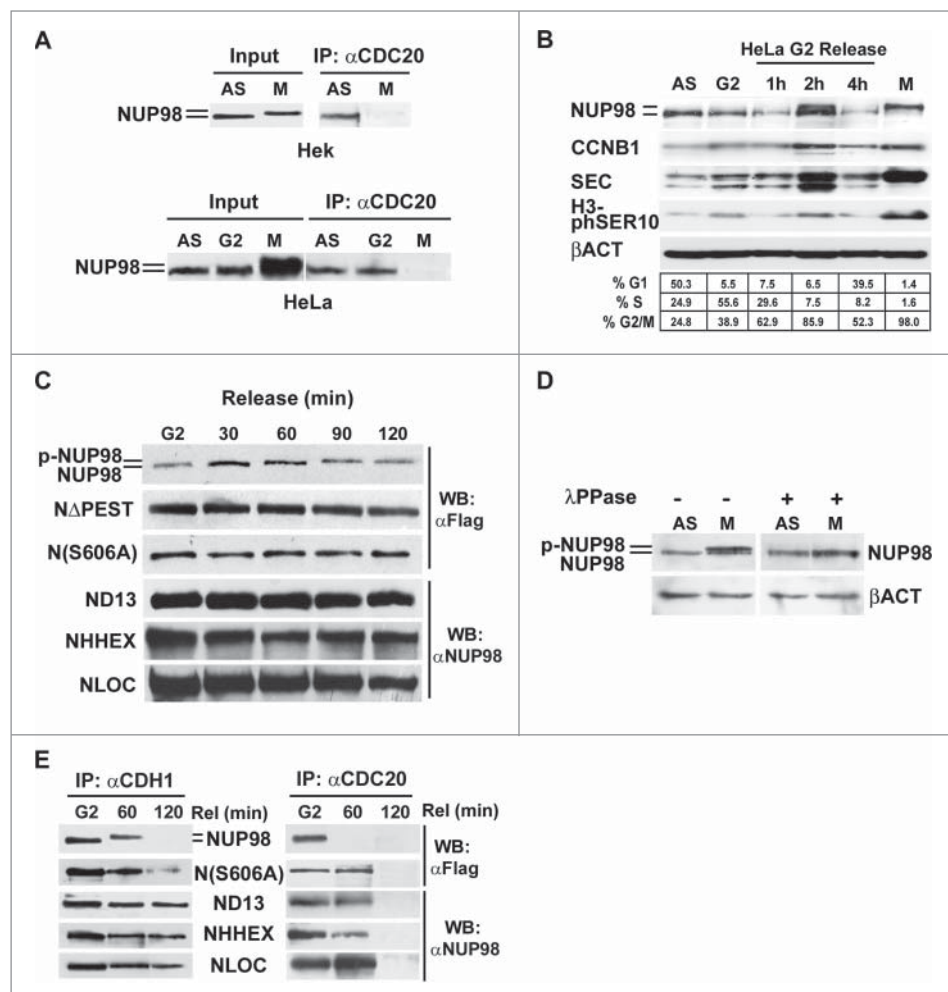 A
Input
IP: αCDC20
AS M AS M
NUP98
Hek
Input
IP: αCDC20
AS G2 M AS G2 M
NUP98
HeLa
B
HeLa G2 Release
AS G2 1h 2h 4h M
NUP98
CCNB1
SEC
H3-
phSER10
βACT
% G1 50.3 5.5 7.5 6.5 39.5 1.4
% S 24.9 55.6 29.6 7.5 8.2 1.6
% G2/M 24.8 38.9 62.9 85.9 52.3 98.0
C
Release (min)
G2 30 60 90 120
p-NUP98
NUP98
NΔPEST
N(S606A)
WB:
αFlag
ND13
NHHEX
NLOC
WB:
αNUP98
D
λPPase - - + +
AS M AS M
p-NUP98
NUP98
NUP98
βACT
E
IP: αCDH1
IP: αCDC20
G2 60 120 Rel (min) G2 60 120 Rel (min)
NUP98
N(S606A)
ND13
NHHEX
NLOC
WB:
αFlag
WB:
αNUP98